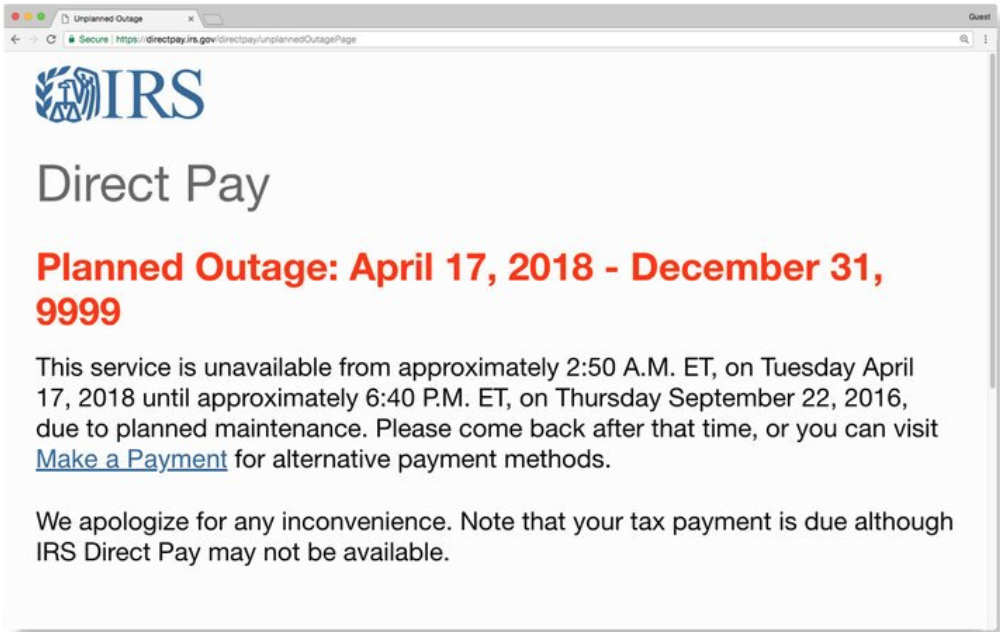 Unplanned Outage
Guest
Secure | https://directpay.irs.gov/directpay/unplannedOutagePage
IRS
Direct Pay
Planned Outage: April 17, 2018 - December 31,
9999
This service is unavailable from approximately 2:50 A.M. ET, on Tuesday April
17, 2018 until approximately 6:40 P.M. ET, on Thursday September 22, 2016,
due to planned maintenance. Please come back after that time, or you can visit
Make a Payment for alternative payment methods.
We apologize for any inconvenience. Note that your tax payment is due although
IRS Direct Pay may not be available.